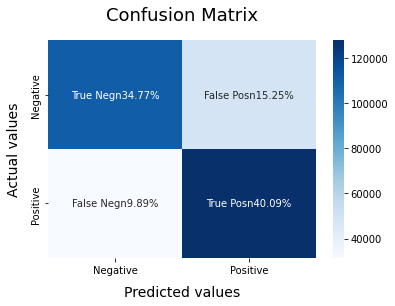 Confusion Matrix
Actual values
Negative
Positive
True Negn34.77%
False Posn15.25%
False Negn9.89%
True Posn40.09%
Negative
Positive
Predicted values
120000
100000
80000
60000
40000